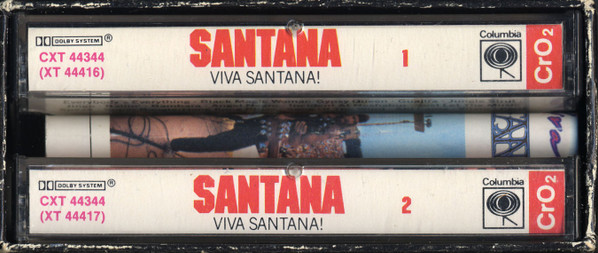 DOLBY SYSTEM ®
CXT 44344
(XT 44416)
SANTANA
VIVA SANTANA!
1
Columbia
CrO2
DOLBY SYSTEM ®
CXT 44344
(XT 44417)
SANTANA
VIVA SANTANA!
2
Columbia
CrO2